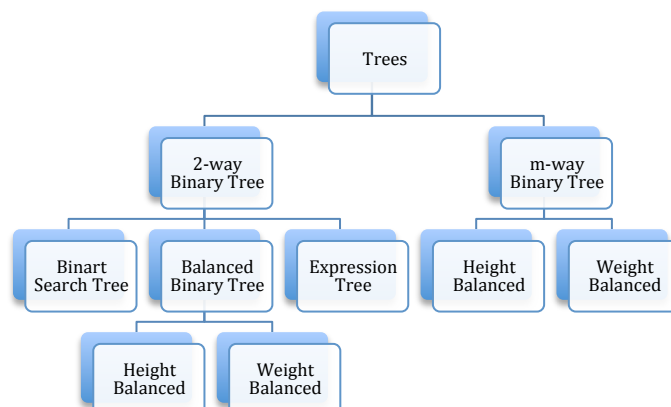 Trees
2-way
Binary Tree
m-way
Binary Tree
Binart
Search Tree
Balanced
Binary Tree
Expression
Tree
Height
Balanced
Weight
Balanced
Height
Balanced
Weight
Balanced